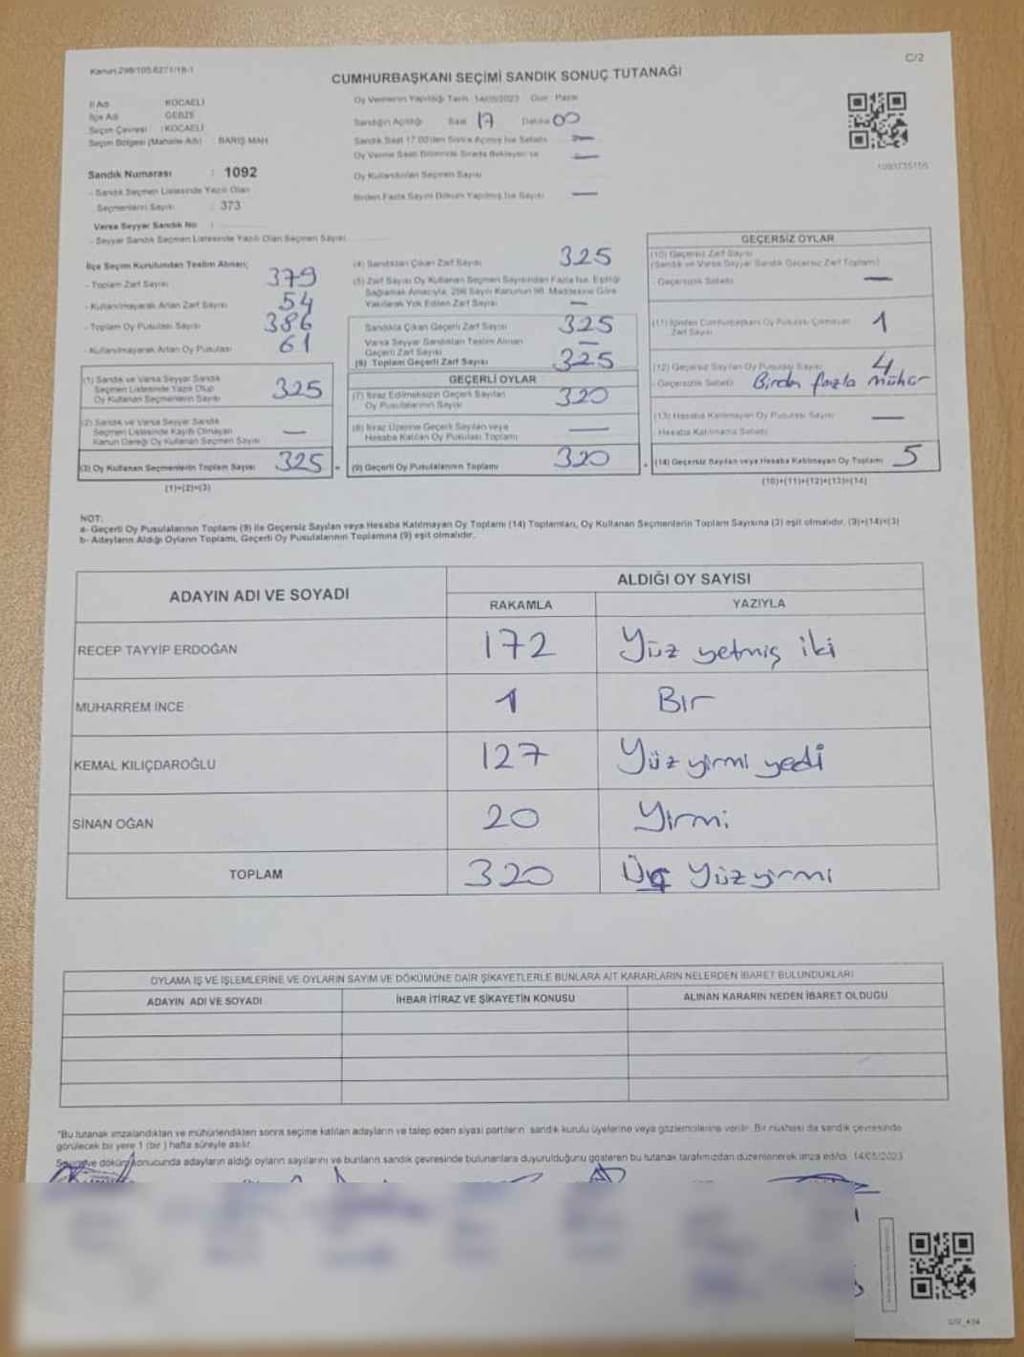 Kanun:298/105,6271/18-1
C/2
CUMHURBAŞKANI SEÇİMİ SANDIK SONUÇ TUTANAĞI
İl Adı KOCAELİ
İlçe Adı GEBZE
Seçim Çevresi : KOCAELİ
Seçim Bölgesi (Mahalle Adı) : BARIŞ MAH
Sandık Numarası : 1092
- Sandık Seçmen Listesinde Yazılı Olan
Seçmenlerin Sayısı : 373
Varsa Seyyar Sandık No :
- Seyyar Sandık Seçmen Listesinde Yazılı Olan Seçmen Sayısı
Oy Vermenin Yapıldığı Tarih 14/05/2023 Gün Pazar
Sandığın Açıldığı Saat 17 Dakika 00
Sandık Saat 17.00'den Sonra Açılmış İse Sebebi —
Oy Verme Saati Bitiminde Sırada Bekleyen ve —
Oy Kullandırılan Seçmen Sayısı
Birden Fazla Sayım Döküm Yapılmış İse Sayısı —
İlçe Seçim Kurulundan Teslim Alınan;
- Toplam Zarf Sayısı 379
- Kullanılmayarak Artan Zarf Sayısı 54
- Toplam Oy Pusulası Sayısı 386
- Kullanılmayarak Artan Oy Pusulası 61
(1) Sandık ve Varsa Seyyar Sandık
Seçmen Listesinde Yazılı Olup
Oy Kullanan Seçmenlerin Sayısı 325
(2) Sandık ve Varsa Seyyar Sandık
Seçmen Listesinde Kayıtlı Olmayan
Kanun Gereği Oy Kullanan Seçmen Sayısı —
(3) Oy Kullanan Seçmenlerin Toplam Sayısı 325 =
(1)+(2)=(3)
(4) Sandıktan Çıkan Zarf Sayısı 325
(5) Zarf Sayısı Oy Kullanan Seçmen Sayısından Fazla İse, Eşitliği
Sağlamak Amacıyla, 298 Sayılı Kanunun 98. Maddesine Göre
Yakılarak Yok Edilen Zarf Sayısı —
Sandıkta Çıkan Geçerli Zarf Sayısı 325
Varsa Seyyar Sandıktan Teslim Alınan
Geçerli Zarf Sayısı —
(6) Toplam Geçerli Zarf Sayısı 325
GEÇERLİ OYLAR
(7) İtiraz Edilmeksizin Geçerli Sayılan
Oy Pusulalarının Sayısı 320
(8) İtiraz Üzerine Geçerli Sayılan veya
Hesaba Katılan Oy Pusulası Toplamı —
(9) Geçerli Oy Pusulalarının Toplamı 320 +
GEÇERSİZ OYLAR
(10) Geçersiz Zarf Sayısı
(Sandık ve Varsa Seyyar Sandık Geçersiz Zarf Toplamı)
- Geçersizlik Sebebi —
(11) İçinden Cumhurbaşkanı Oy Pusulası Çıkmayan 1
(12) Geçersiz Sayılan Oy Pusulası Sayısı 4
- Geçersizlik Sebebi Birden fazla mühür
(13) Hesaba Katılmayan Oy Pusulası Sayısı —
- Hesaba Katılmama Sebebi
(14) Geçersiz Sayılan veya Hesaba Katılmayan Oy Toplamı 5
(10)+(11)+(12)+(13)=(14)
NOT:
a- Geçerli Oy Pusulalarının Toplamı (9) ile Geçersiz Sayılan veya Hesaba Katılmayan Oy Toplamı (14) Toplamları, Oy Kullanan Seçmenlerin Toplam Sayısına (3) eşit olmalıdır. (9)+(14)=(3)
b- Adayların Aldığı Oyların Toplamı, Geçerli Oy Pusulalarının Toplamına (9) eşit olmalıdır.
ADAYIN ADI VE SOYADI ALDIĞI OY SAYISI
RAKAMLA YAZIYLA
RECEP TAYYİP ERDOĞAN 172 Yüz yetmiş iki
MUHARREM İNCE 1 Bır
KEMAL KILIÇDAROĞLU 127 Yüz yirmi yedi
SİNAN OĞAN 20 Yirmi
TOPLAM 320 Üç Yüz yirmi
OYLAMA İŞ VE İŞLEMLERİNE VE OYLARIN SAYIM VE DÖKÜMÜNE DAİR ŞİKAYETLERLE BUNLARA AİT KARARLARIN NELERDEN İBARET BULUNDUKLARI
ADAYIN ADI VE SOYADI İHBAR İTİRAZ VE ŞİKAYETİN KONUSU ALINAN KARARIN NEDEN İBARET OLDUĞU
*Bu tutanak imzalandıktan ve mühürlendikten sonra seçime katılan adayların ve talep eden siyasi partilerin sandık kurulu üyelerine veya gözlemcilerine verilir. Bir nüshası da sandık çevresinde
görülecek bir yere 1 (bir) hafta süreyle asılır.
Sayım ve döküm sonucunda adayların aldığı oyların sayılarını ve bunların sandık çevresinde bulunanlara duyurulduğunu gösteren bu tutanak tarafımızdan düzenlenerek imza edildi. 14/05/2023